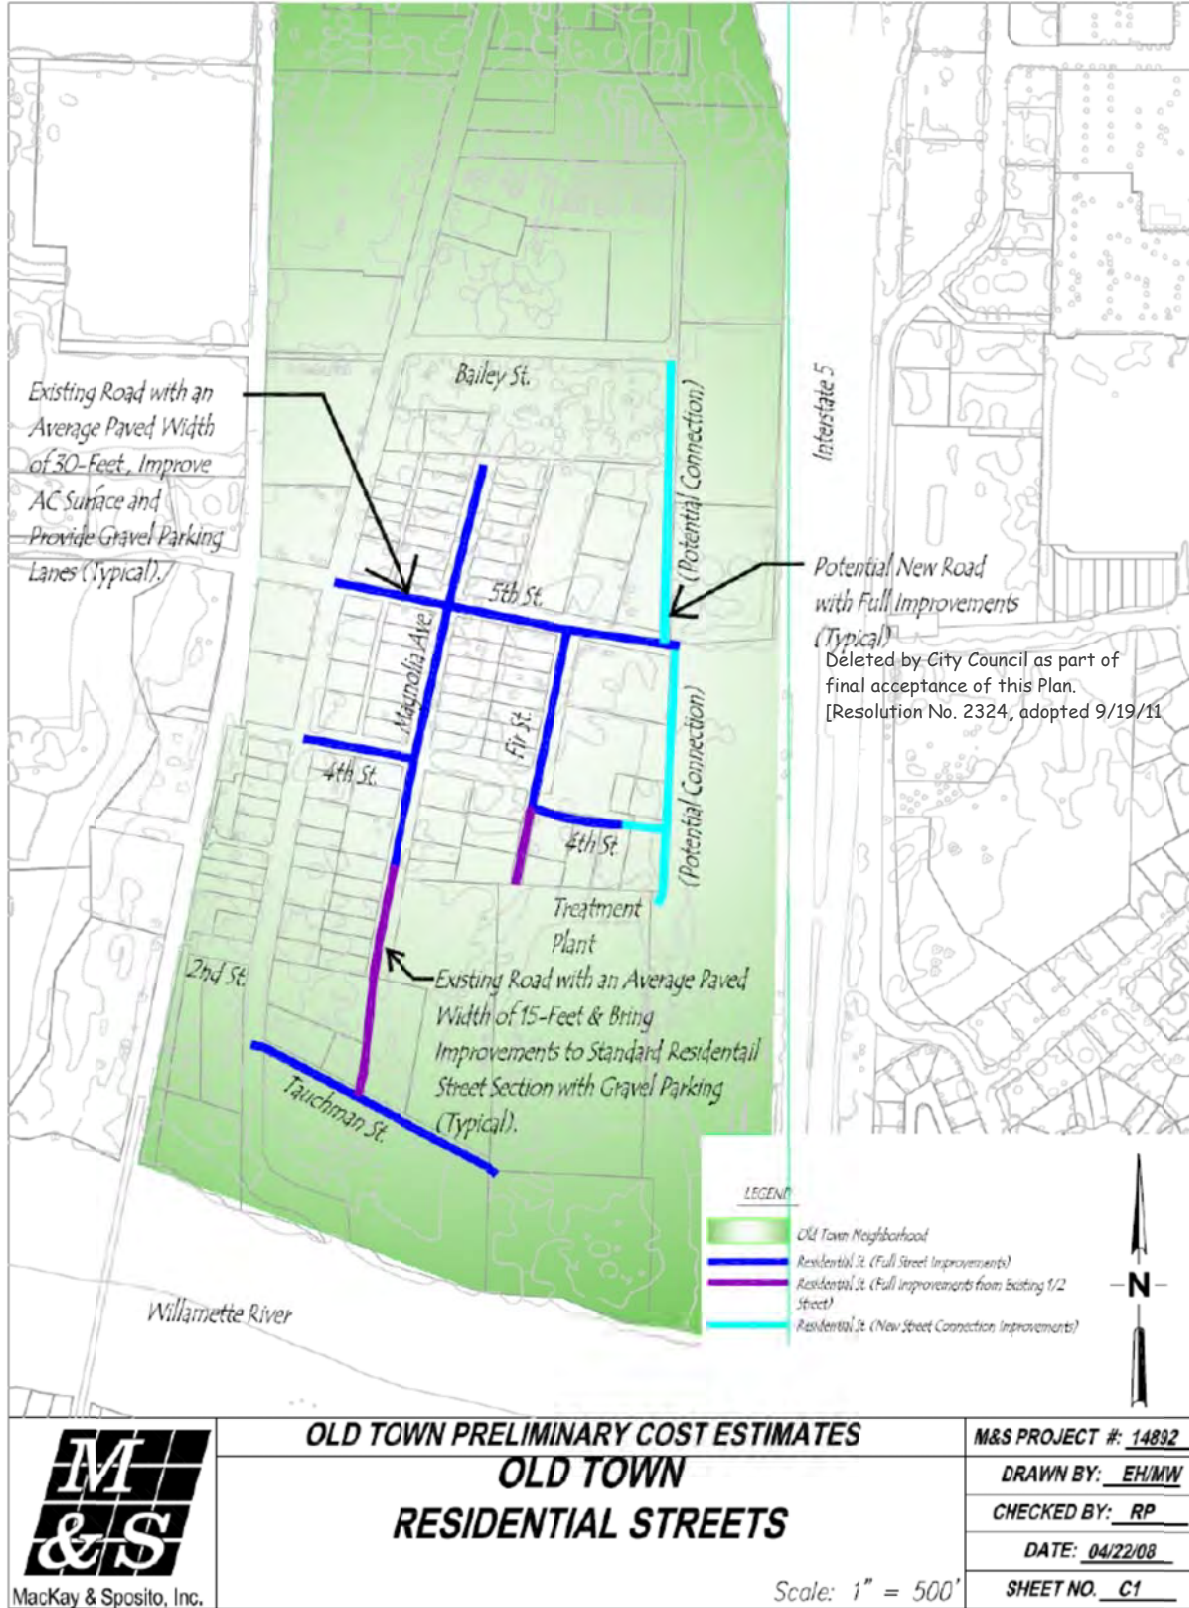 Bailey St.
Existing Road with an
Average Paved Width
of 30-Feet, Improve
AC Surface and
Provide Gravel Parking
Lanes (Typical).
(Potential Connection)
Interstate 5
Potential New Road
with Full Improvements
(Typical)
Deleted by City Council as part of
final acceptance of this Plan.
[Resolution No. 2324, adopted 9/19/11
5th St.
Magnolia Ave.
Fir St.
(Potential Connection)
4th St.
4th St.
Treatment
Plant
2nd St.
Existing Road with an Average Paved
Width of 15-Feet & Bring
Improvements to Standard Residentail
Street Section with Gravel Parking
(Typical).
Tauchman St.
Willamette River
LEGEND
Old Town Neighborhood
Residential St. (Full Street Improvements)
Residential St. (Full Improvements from Existing 1/2
Street)
Residential St. (New Street Connection Improvements)
N
M
&S
MacKay & Sposito, Inc.
OLD TOWN PRELIMINARY COST ESTIMATES
OLD TOWN
RESIDENTIAL STREETS
Scale: 1" = 500'
M&S PROJECT #: 14892
DRAWN BY: EH/MW
CHECKED BY: RP
DATE: 04/22/08
SHEET NO. C1